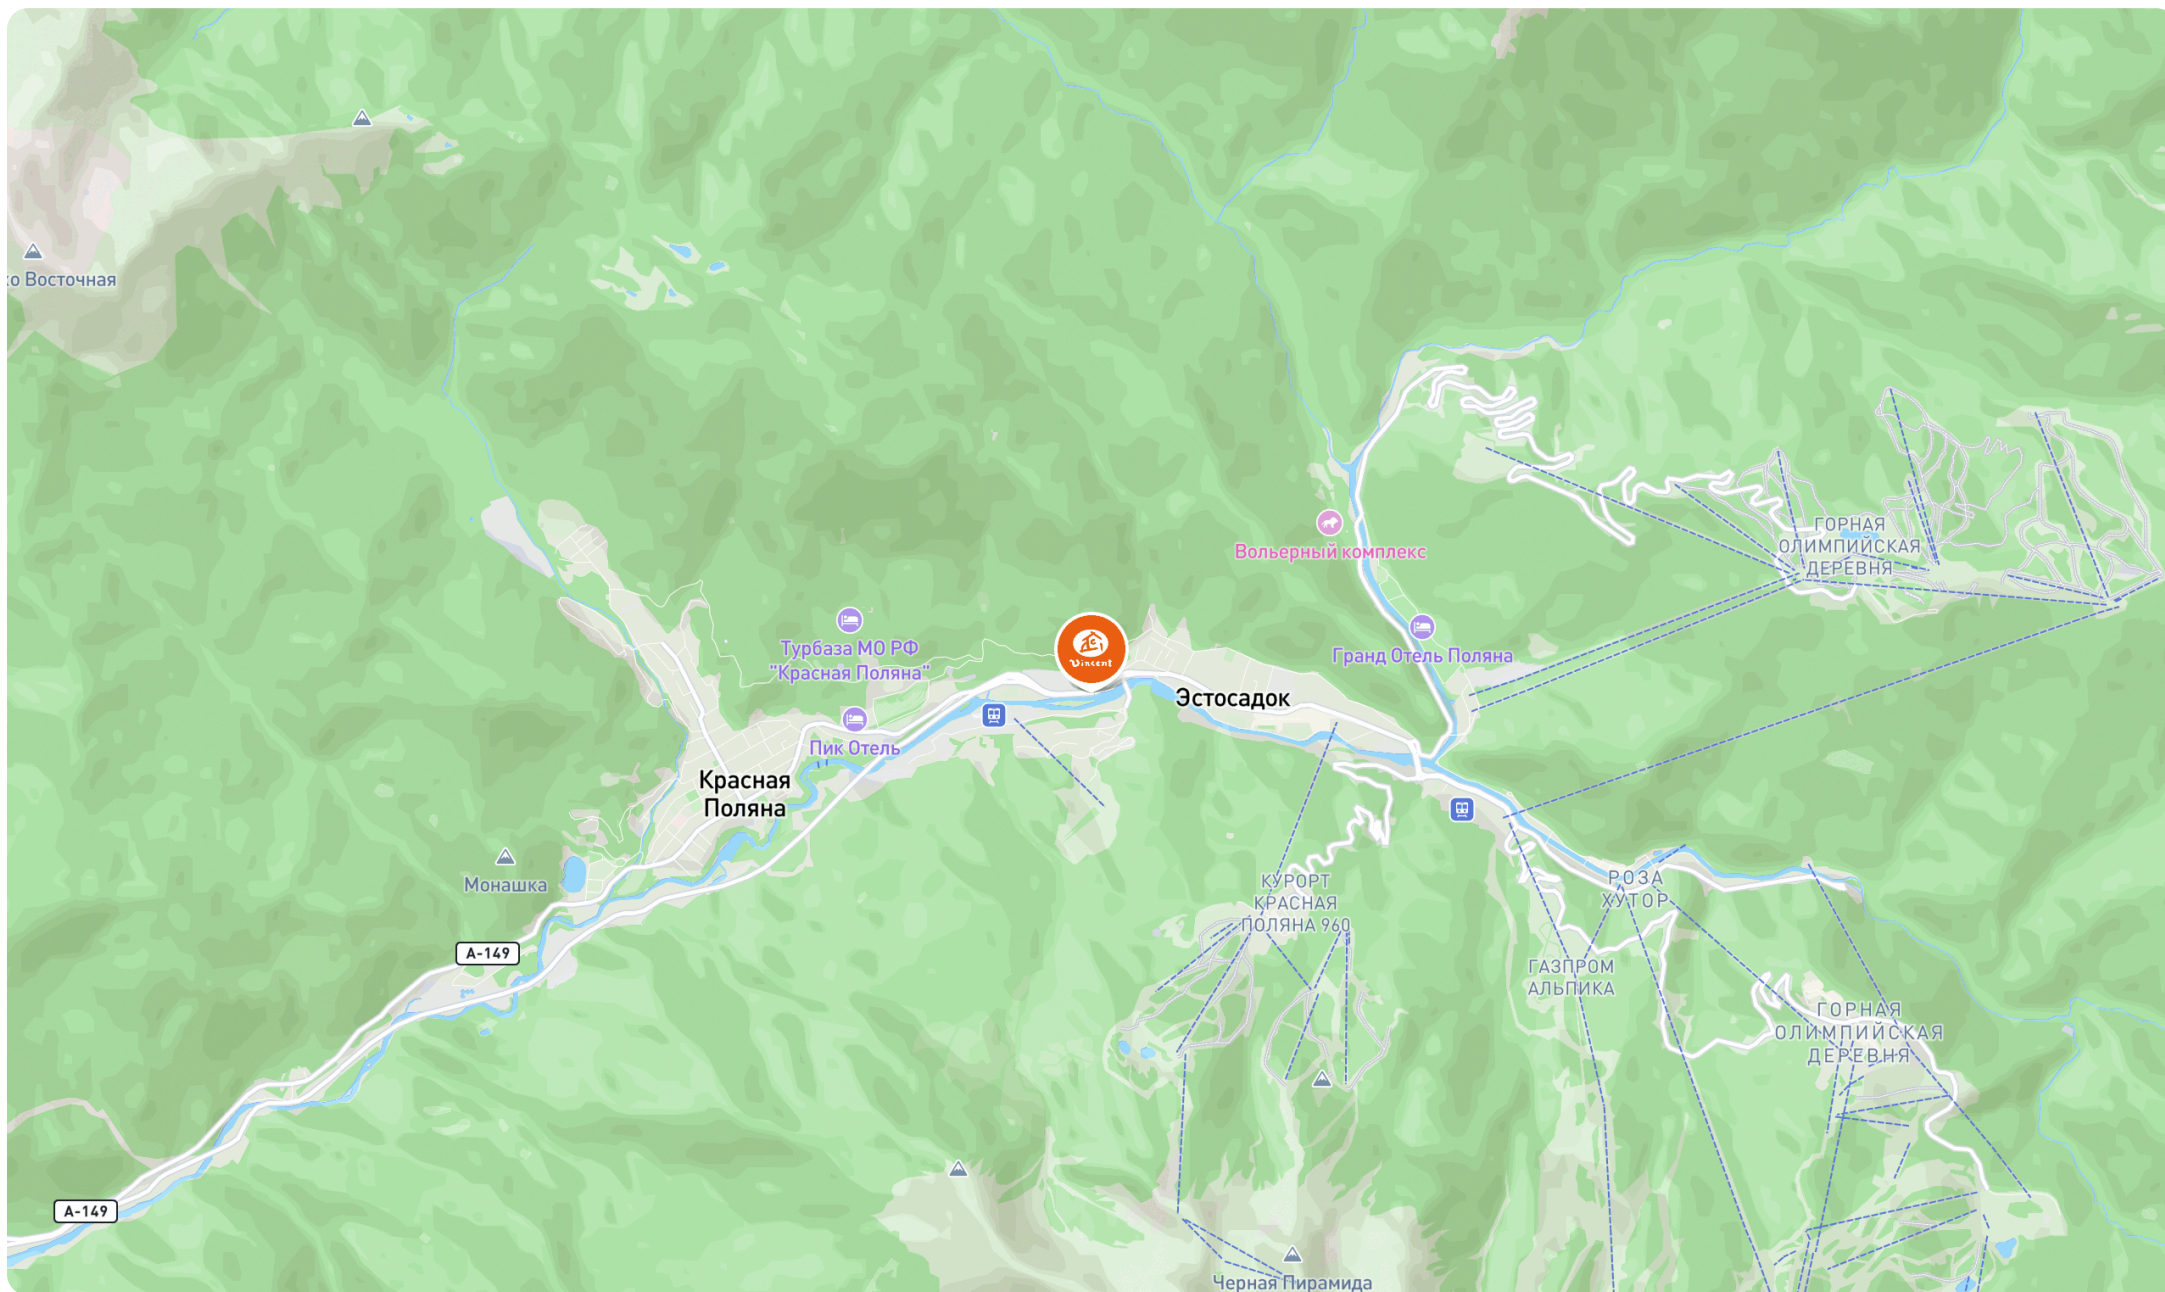 ко Восточная
ГОРНАЯ
ОЛИМПИЙСКАЯ
ДЕРЕВНЯ
Вольерный комплекс
Турбаза МО РФ
"Красная Поляна"
Vincent
Гранд Отель Поляна
Эстосадок
Пик Отель
Красная
Поляна
Монашка
КУРОРТ
КРАСНАЯ
ПОЛЯНА 960
РОЗА
ХУТОР
А-149
ГАЗПРОМ
АЛЬПИКА
ГОРНАЯ
ОЛИМПИЙСКАЯ
ДЕРЕВНЯ
А-149
Черная Пирамида